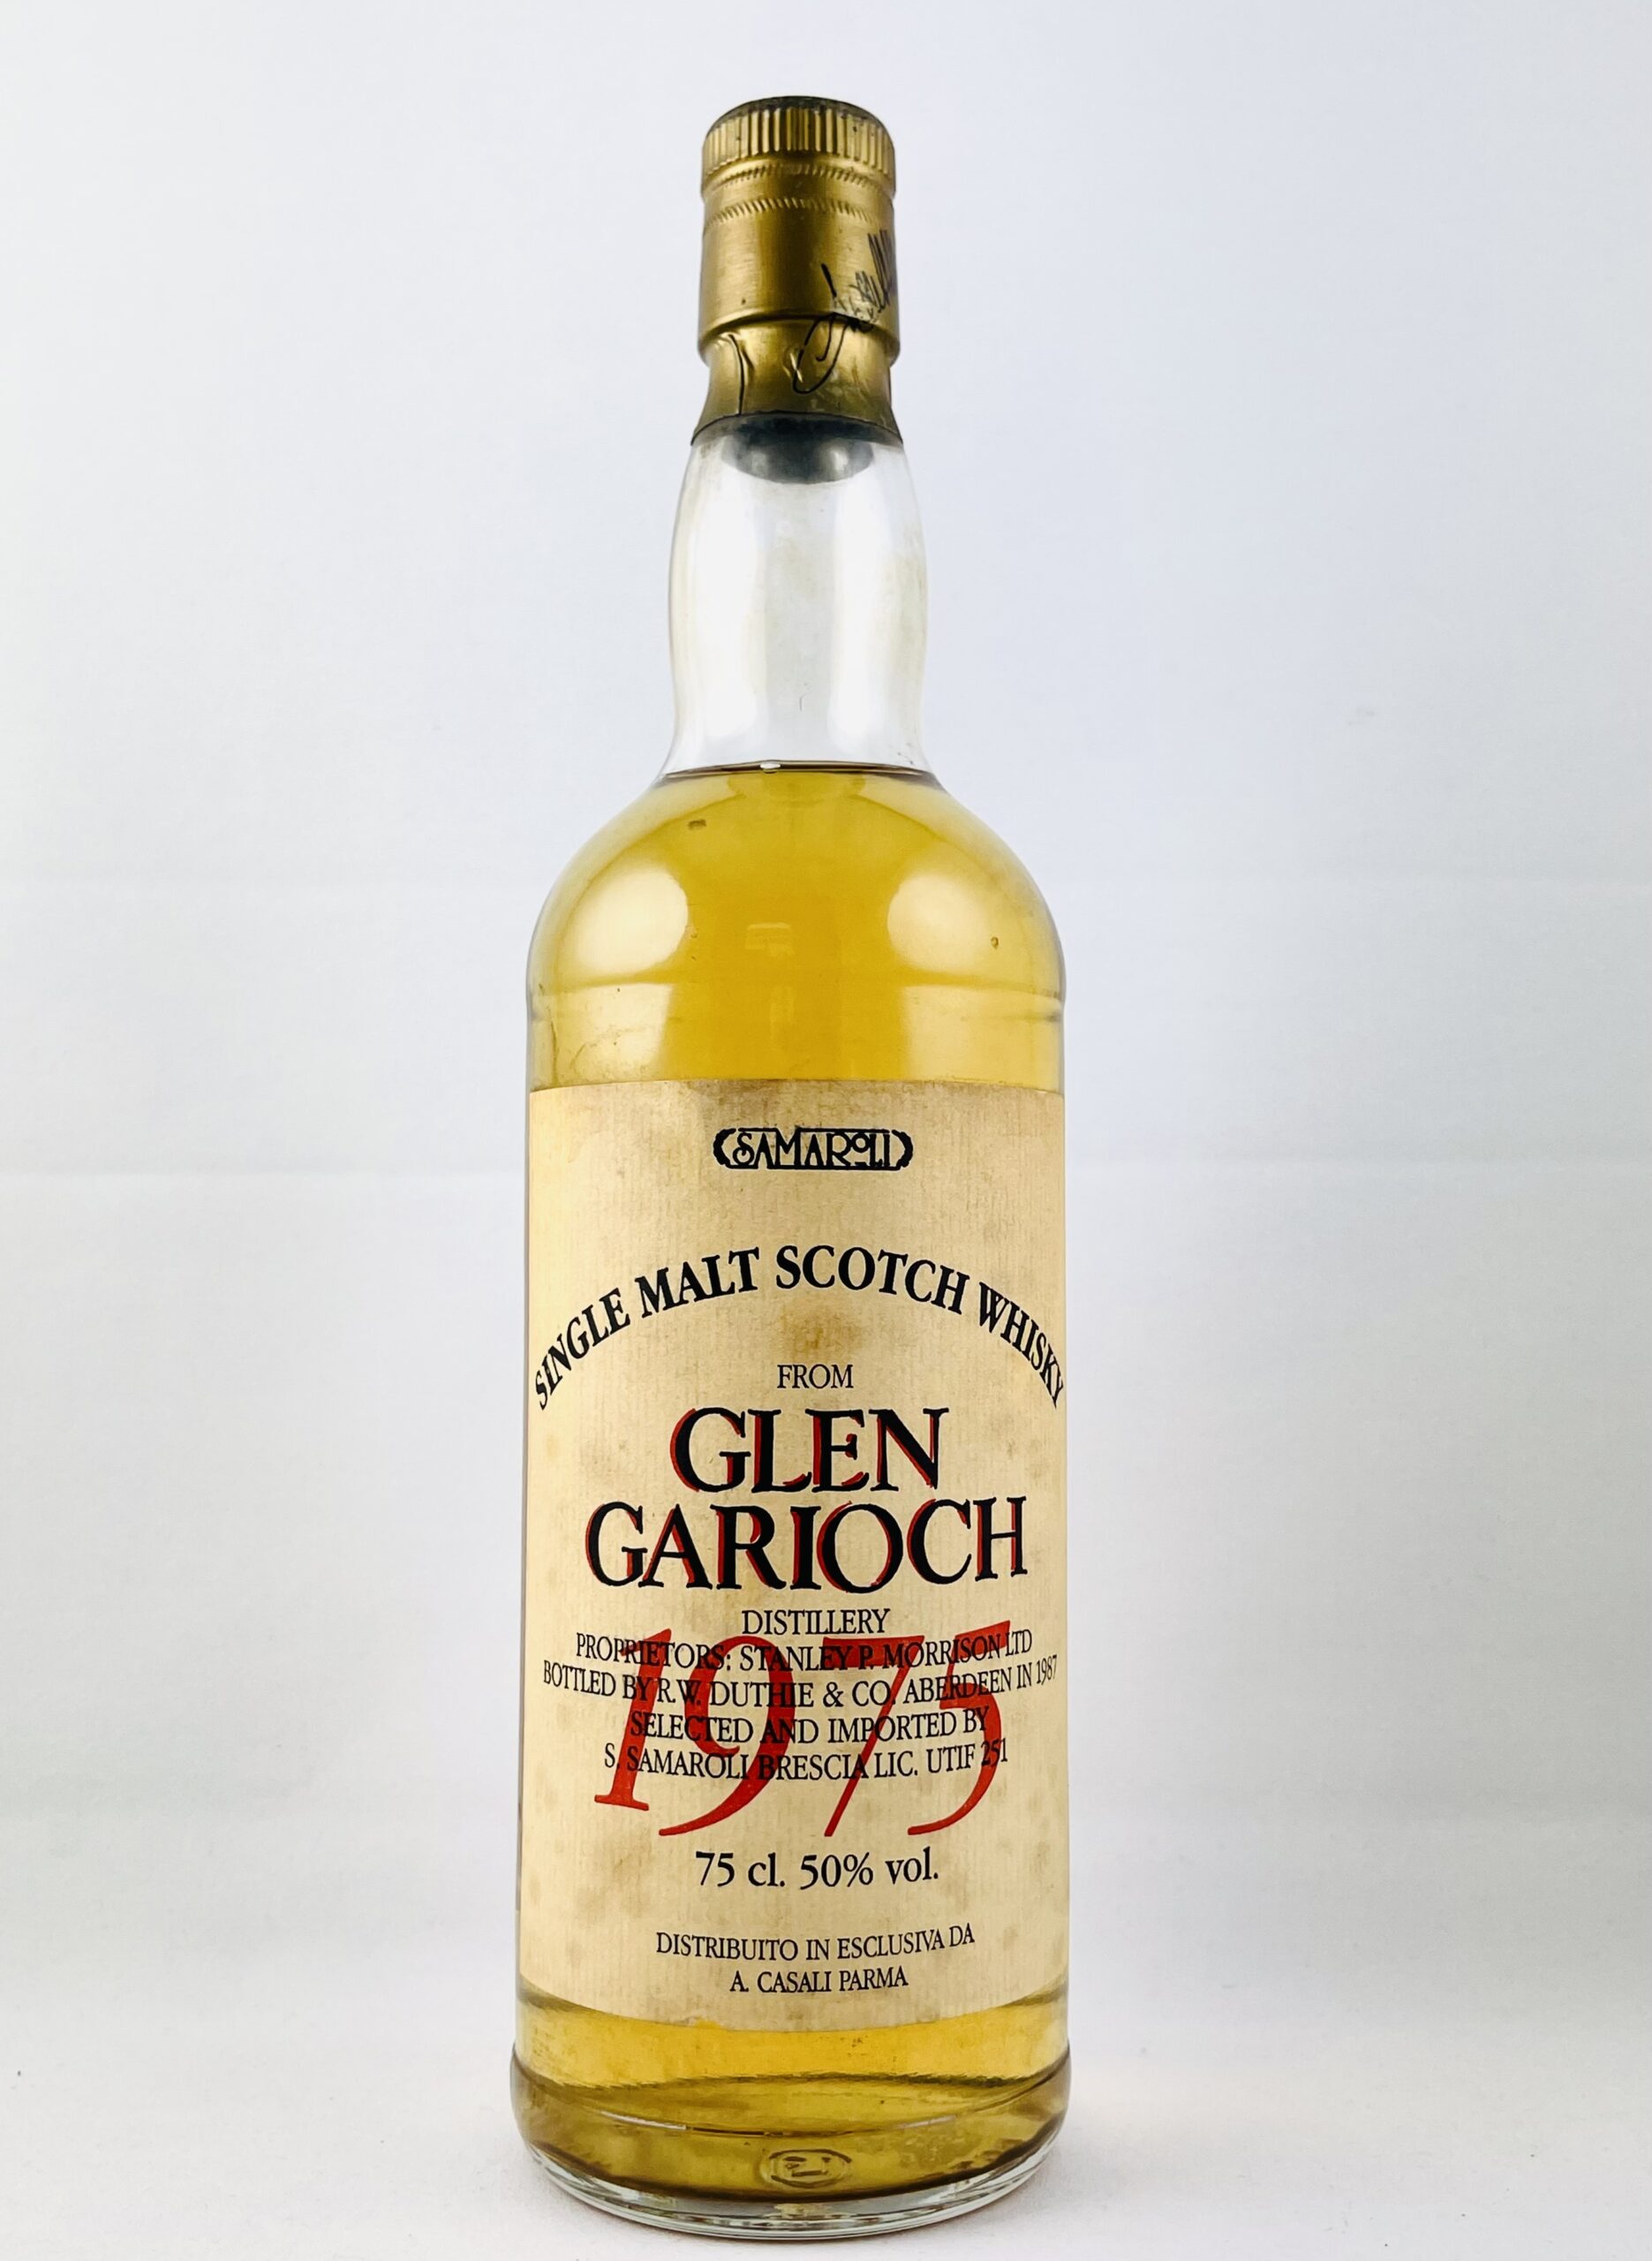 SAMAROLI
SINGLE MALT SCOTCH WHISKY
FROM
GLEN
GARIOCH
DISTILLERY
1975
PROPRIETORS: STANLEY P. MORRISON LTD
BOTTLED BY R.W. DUTHIE & CO. ABERDEEN IN 1987
SELECTED AND IMPORTED BY
S. SAMAROLI BRESCIA LIC. UTIF 251
75 cl. 50% vol.
DISTRIBUITO IN ESCLUSIVA DA
A. CASALI PARMA